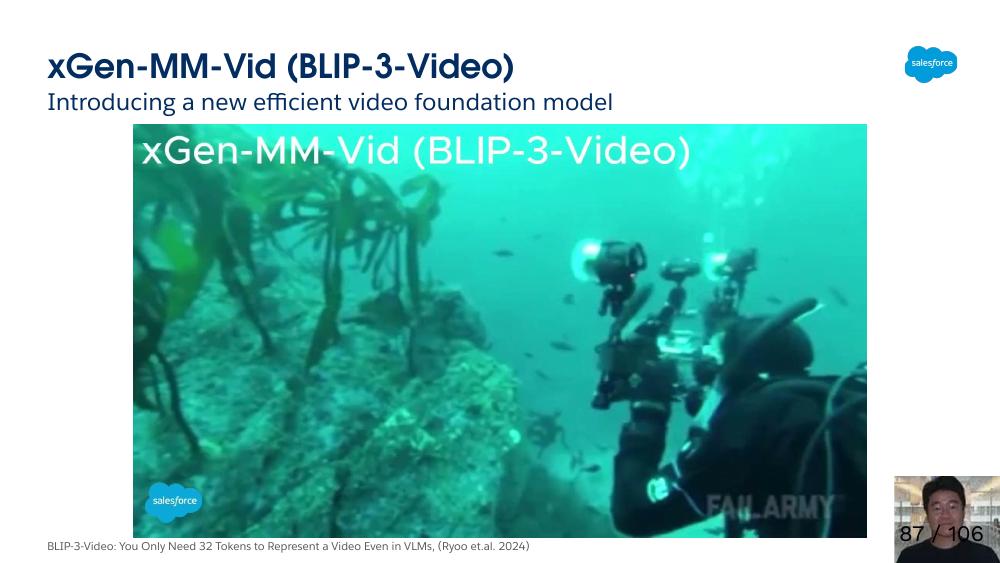 xGen-MM-Vid (BLIP-3-Video)
salesforce
Introducing a new efficient video foundation model
xGen-MM-Vid (BLIP-3-Video)
salesforce
FAILARMY
BLIP-3-Video: You Only Need 32 Tokens to Represent a Video Even in VLMs, (Ryoo et.al. 2024)
87 / 106